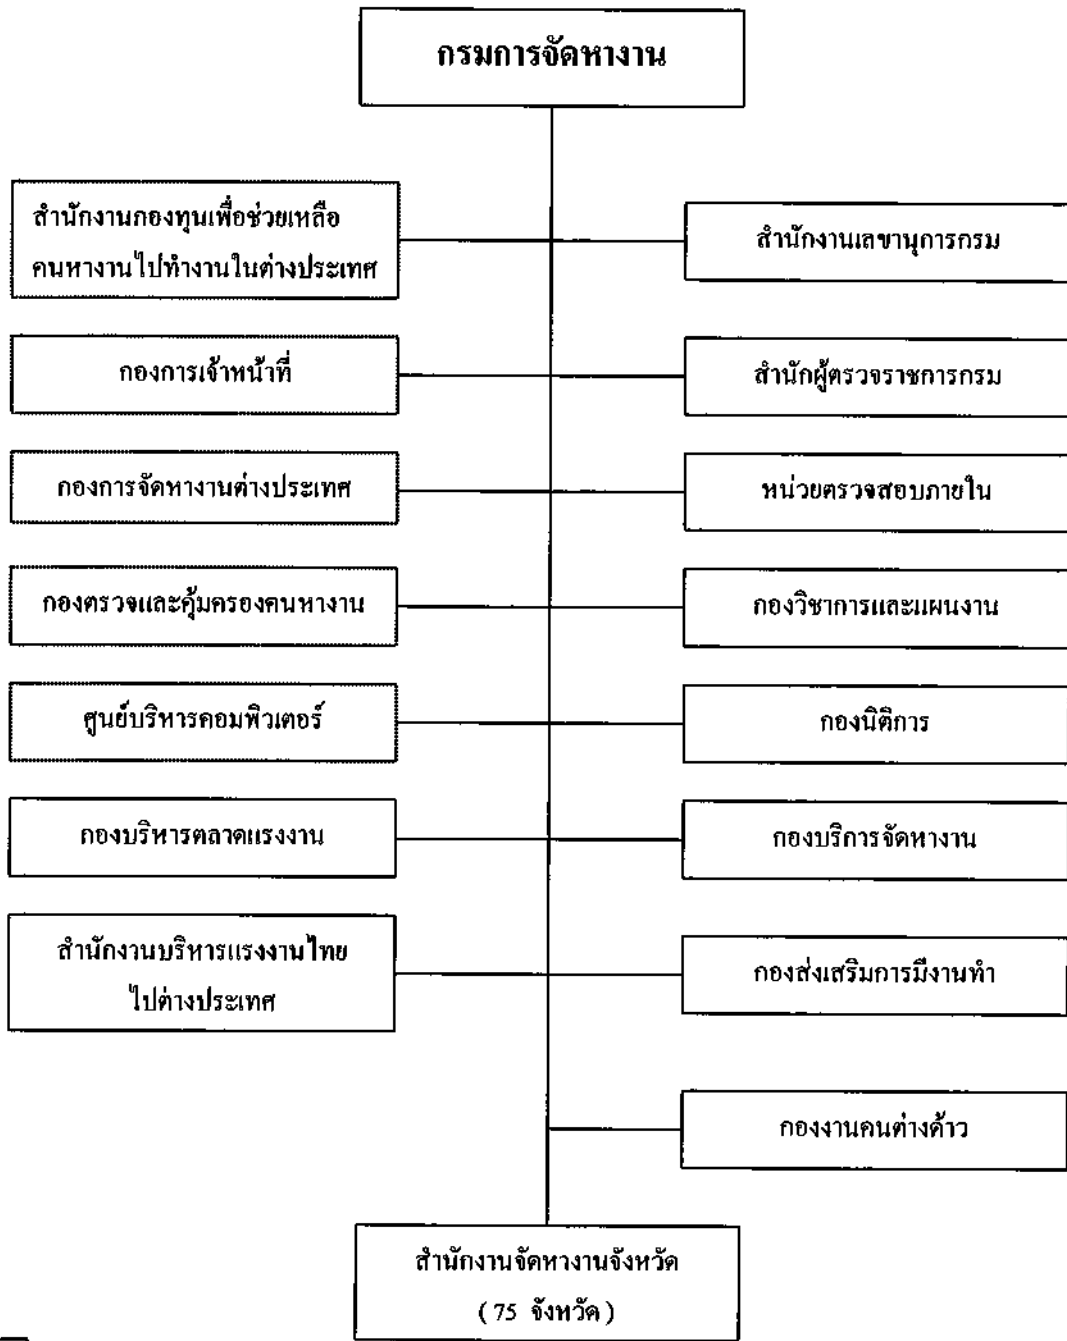 กรมการจัดหางาน
สำนักงานกองทุนเพื่อช่วยเหลือ
คนหางานไปทำงานในต่างประเทศ
สำนักงานเลขานุการกรม
กองการเจ้าหน้าที่
สำนักผู้ตรวจราชการกรม
กองการจัดหางานต่างประเทศ
หน่วยตรวจสอบภายใน
กองตรวจและคุ้มครองคนหางาน
กองวิชาการและแผนงาน
ศูนย์บริหารคอมพิวเตอร์
กองนิติการ
กองบริหารตลาดแรงงาน
กองบริการจัดหางาน
สำนักงานบริหารแรงงานไทย
ไปต่างประเทศ
กองส่งเสริมการมีงานทำ
กองงานคนต่างด้าว
สำนักงานจัดหางานจังหวัด
( 75 จังหวัด )